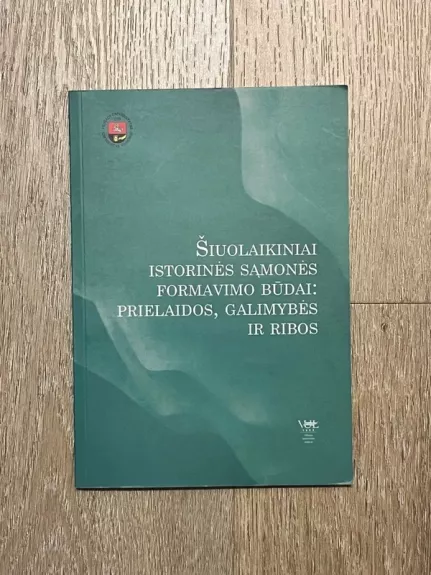 ŠIUOLAIKINIAI
ISTORINĖS SĄMONĖS
FORMAVIMO BŪDAI:
PRIELAIDOS, GALIMYBĖS
IR RIBOS